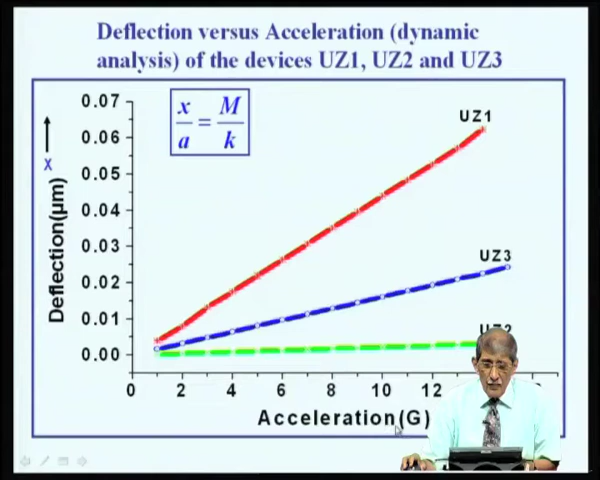 Deflection versus Acceleration (dynamic
analysis) of the devices UZ1, UZ2 and UZ3
x/a = M/k
x
Deflection(µm)
0.07
0.06
0.05
0.04
0.03
0.02
0.01
0.00
UZ1
UZ3
UZ2
0 2 4 6 8 10 12
Acceleration(G)